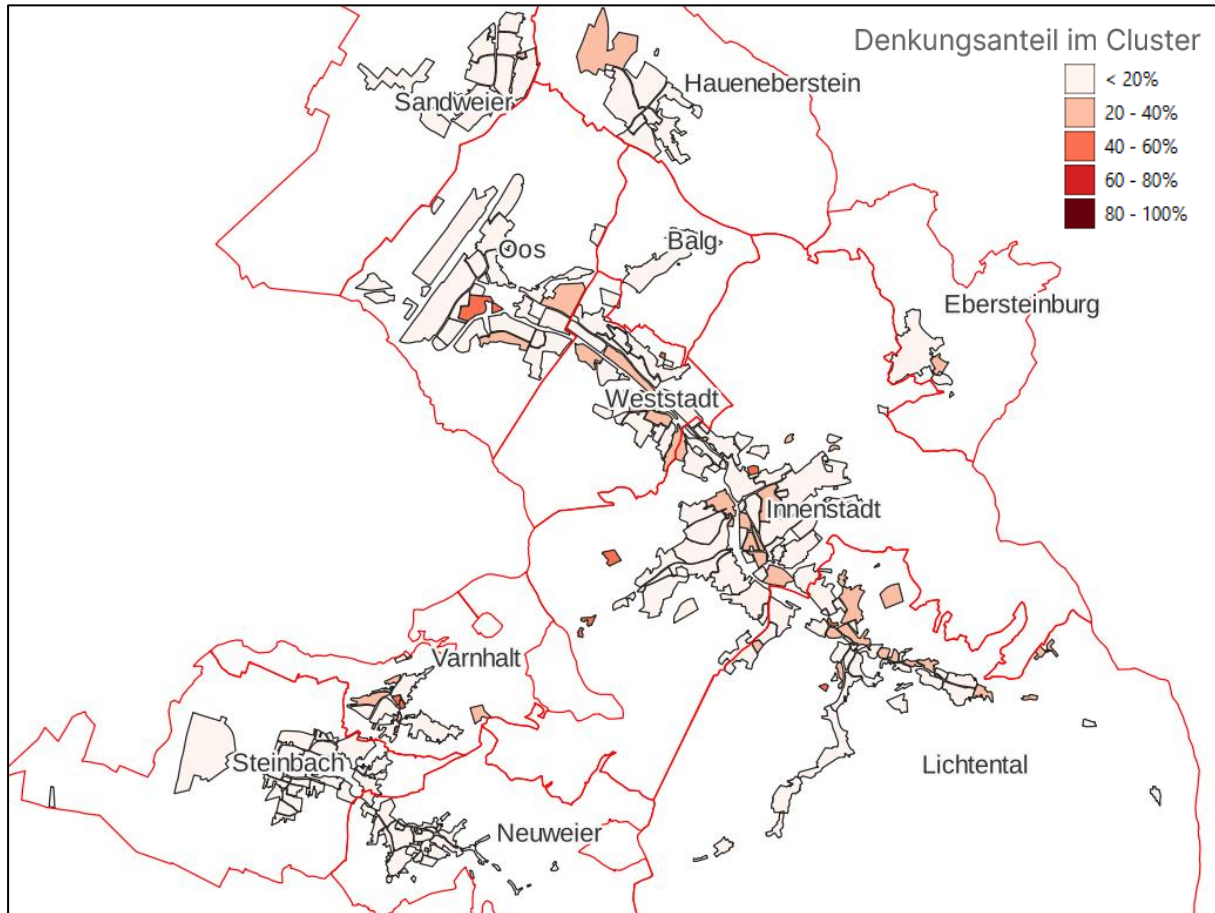 Denkungsanteil im Cluster
< 20%
20 - 40%
40 - 60%
60 - 80%
80 - 100%
Sandweier
Haueneberstein
Oos
Balg
Ebersteinburg
Weststadt
Innenstadt
Varnhalt
Steinbach
Lichtental
Neuweier